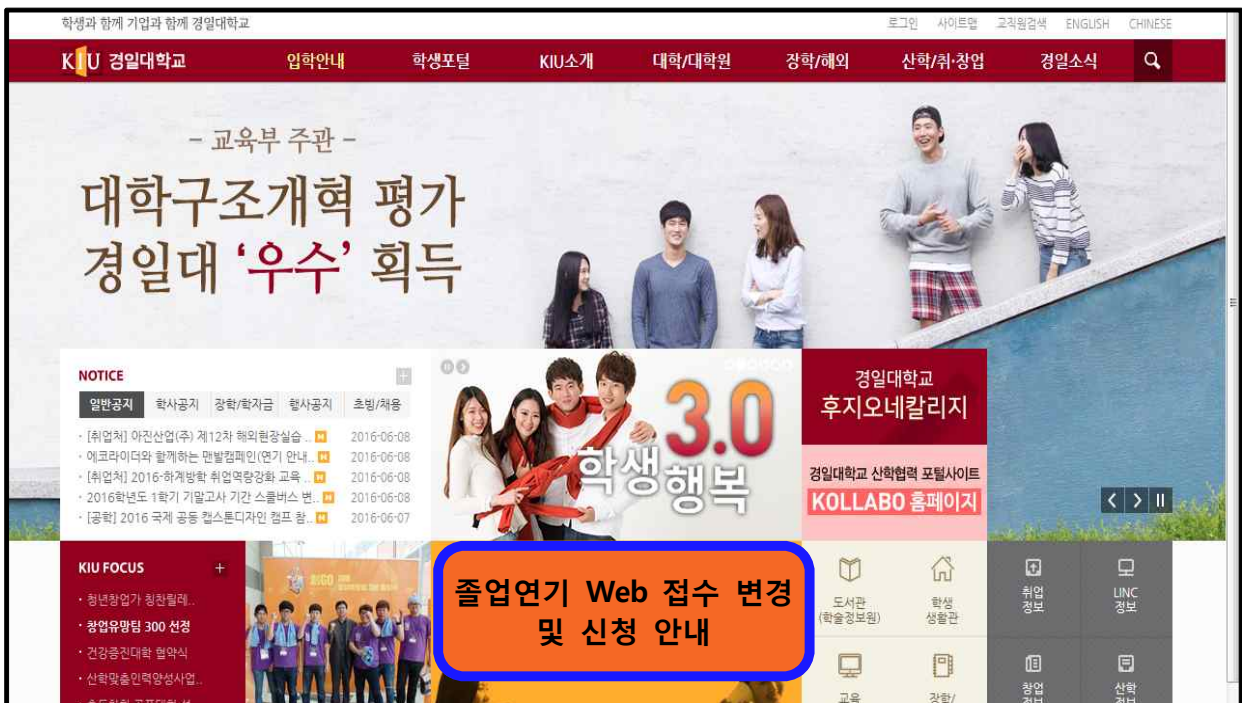 학생과 함께 기업과 함께 경일대학교
로그인 사이트맵 교직원검색 ENGLISH CHINESE
KIU 경일대학교 입학안내 학생포털 KIU소개 대학/대학원 장학/해외 산학/취·창업 경일소식
- 교육부 주관 -
대학구조개혁 평가
경일대 ‘우수’ 획득
NOTICE
일반공지 학사공지 장학/학자금 행사공지 초빙/채용
· [취업처] 아진산업(주) 제12차 해외현장실습 .. N 2016-06-08
· 에코라이더와 함께하는 맨발캠페인(연기 안내.. N 2016-06-08
· [취업처] 2016-하계방학 취업역량강화 교육 .. N 2016-06-08
· 2016학년도 1학기 기말고사 기간 스쿨버스 변.. N 2016-06-08
· [공학] 2016 국제 공동 캡스톤디자인 캠프 참.. N 2016-06-07
3.0
학생
행복
경일대학교
후지오네칼리지
경일대학교 산학협력 포털사이트
KOLLABO 홈페이지
KIU FOCUS +
· 청년창업가 칭찬릴레..
· 창업유망팀 300 선정
· 건강증진대학 협약식
· 산학맞춤인력양성사업..
졸업연기 Web 접수 변경
및 신청 안내
도서관
(학술정보원)
학생
생활관
취업
정보
LINC
정보
교육
장학/
창업
정보
산학
정보